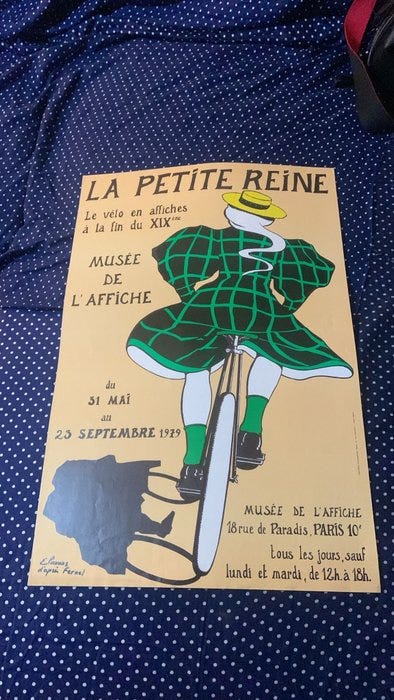 LA PETITE REINE
Le vélo en affiches
à la fin du XIXème
MUSÉE
DE
L'AFFICHE
du
31 MAI
au
23 SEPTEMBRE 1979
MUSÉE DE L'AFFICHE
18 rue de Paradis, PARIS 10e
tous les jours, sauf
lundi et mardi, de 12h. à 18h.
d'après Fernel